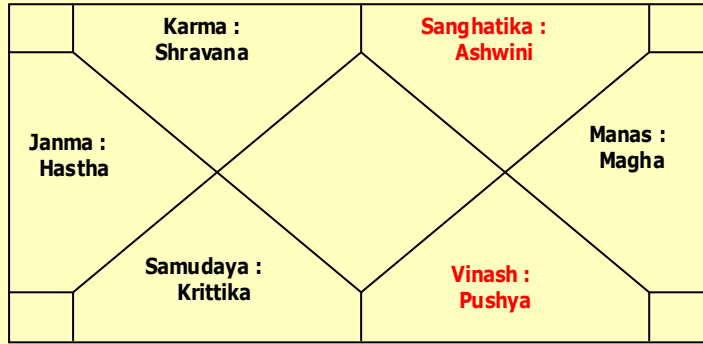 Karma :
Shravana
Sanghatika :
Ashwini
Janma :
Hastha
Manas :
Magha
Samudaya :
Krittika
Vinash :
Pushya